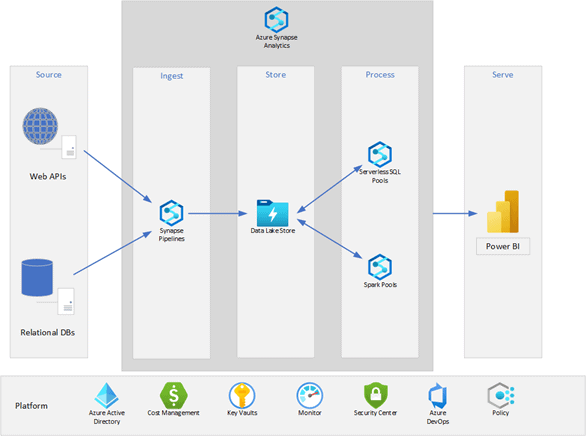 Azure Synapse
Analytics
Source
Ingest
Store
Process
Serve
Web APIs
Serverless SQL
Pools
Synapse
Pipelines
Data Lake Store
Power BI
Spark Pools
Relational DBs
Platform
Azure Active
Directory
Cost Management
Key Vaults
Monitor
Security Center
Azure
DevOps
Policy